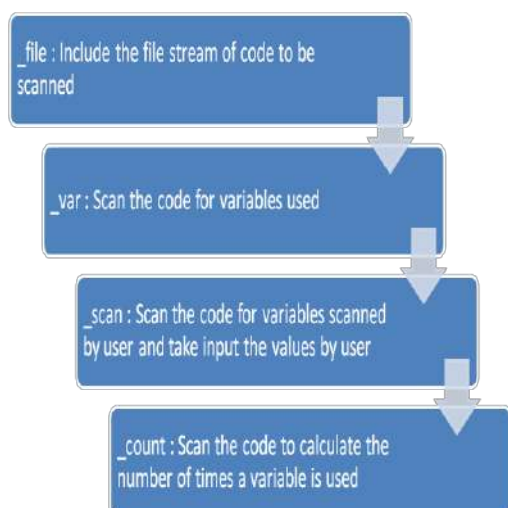 _file : Include the file stream of code to be
scanned
_var : Scan the code for variables used
_scan : Scan the code for variables scanned
by user and take input the values by user
_count : Scan the code to calculate the
number of times a variable is used